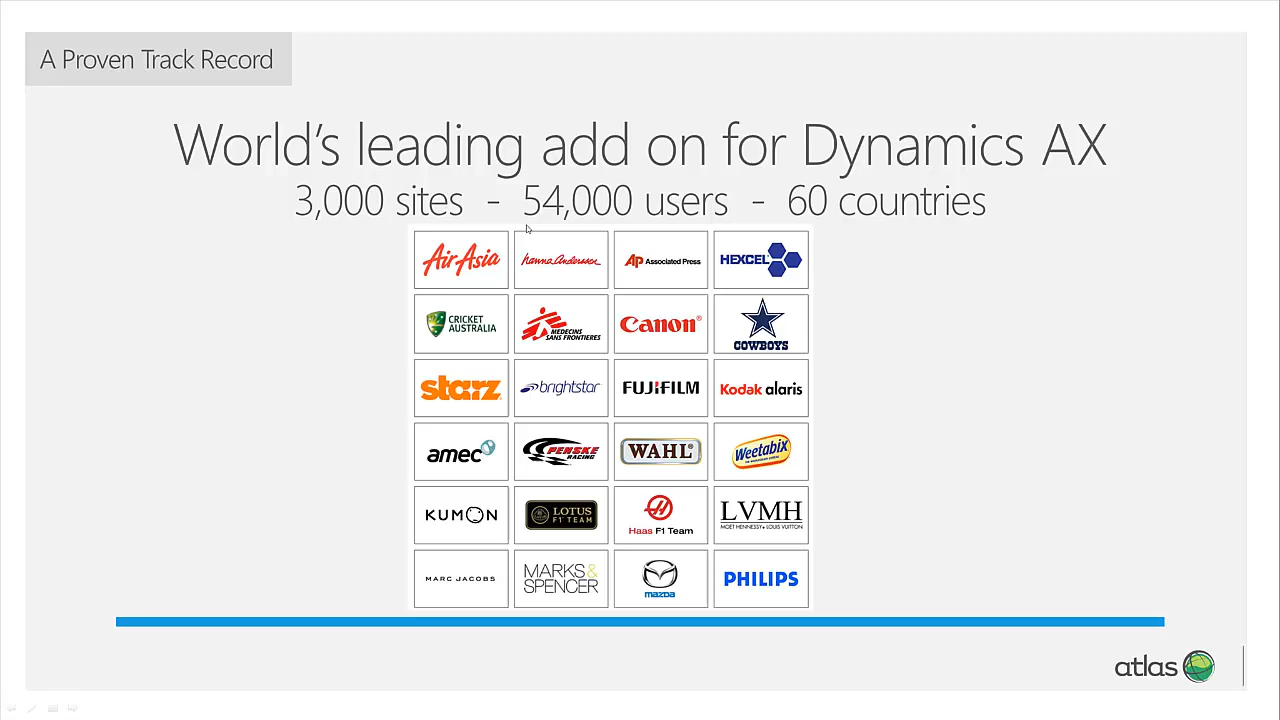 A Proven Track Record
World's leading add on for Dynamics AX
3,000 sites - 54,000 users - 60 countries
AirAsia
hanna Andersson
AP Associated Press
HEXCEL
CRICKET
AUSTRALIA
MEDECINS
SANS FRONTIERES
Canon
COWBOYS
starz
brightstar
FUJIFILM
Kodak alaris
amec
PENSKE
RACING
WAHL
Weetabix
KUMON
LOTUS
F1 TEAM
Haas F1 Team
LVMH
MOËT HENNESSY • LOUIS VUITTON
MARC JACOBS
MARKS&
SPENCER
mazda
PHILIPS
atlas